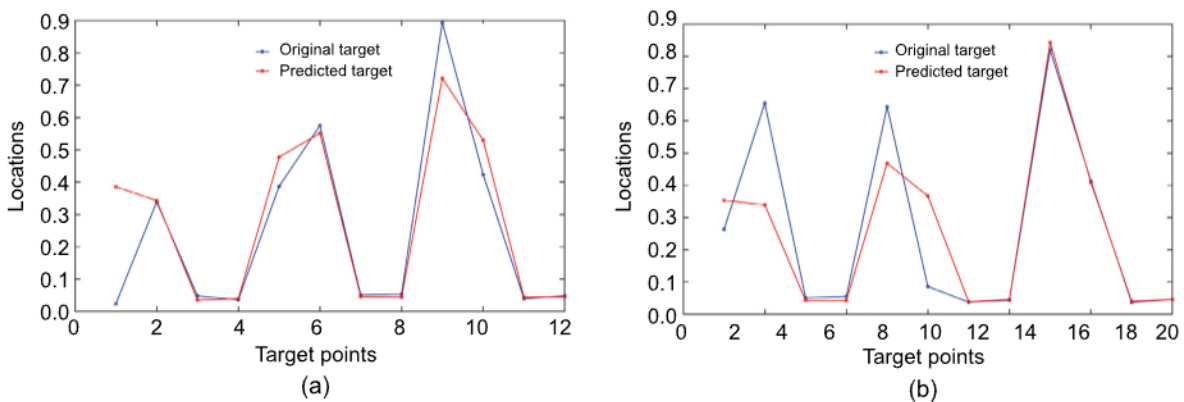 0.9
0.8
0.7
0.6
0.5
0.4
0.3
0.2
0.1
0.0
Locations
Original target
Predicted target
0 2 4 6 8 10 12
Target points
(a)
0.9
0.8
0.7
0.6
0.5
0.4
0.3
0.2
0.1
0.0
Locations
Original target
Predicted target
0 2 4 6 8 10 12 14 16 18 20
Target points
(b)